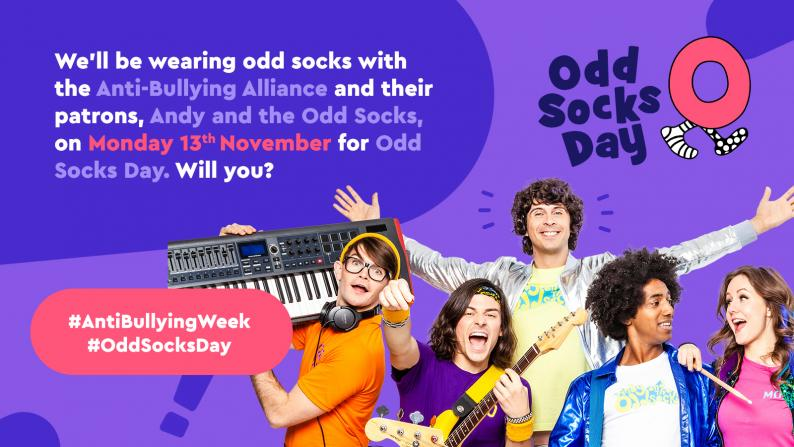 We'll be wearing odd socks with
the Anti-Bullying Alliance and their
patrons, Andy and the Odd Socks,
on Monday 13th November for Odd
Socks Day. Will you?
Odd
Socks
Day
#AntiBullyingWeek
#OddSocksDay